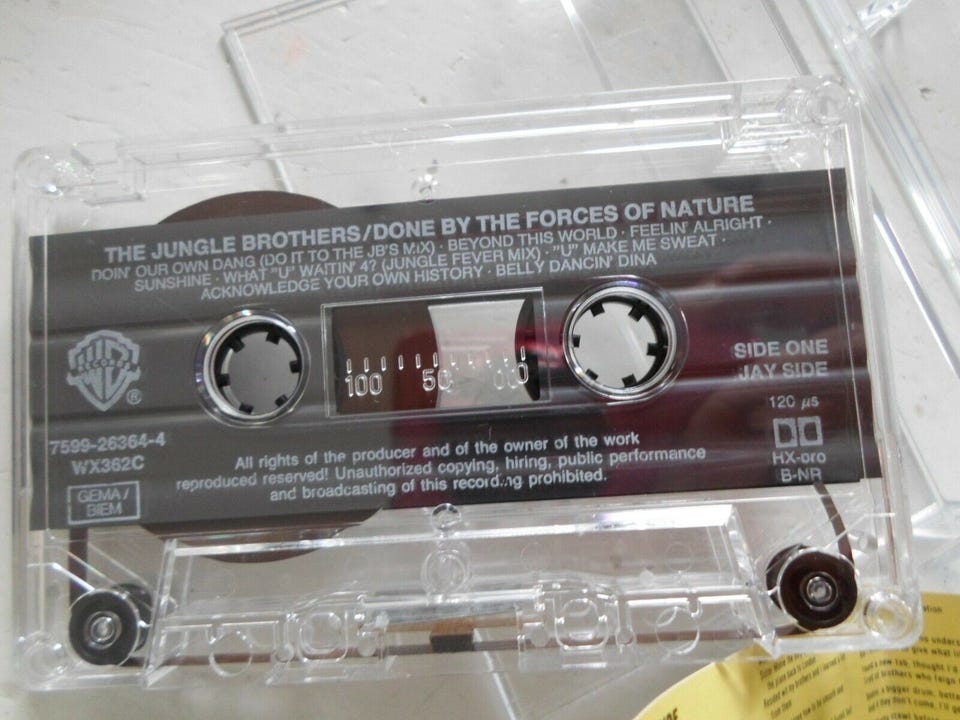 THE JUNGLE BROTHERS/DONE BY THE FORCES OF NATURE
DOIN' OUR OWN DANG (DO IT TO THE JB'S MIX) · BEYOND THIS WORLD · FEELIN' ALRIGHT ·
SUNSHINE · WHAT "U" WAITIN' 4? (JUNGLE FEVER MIX) · "U" MAKE ME SWEAT ·
ACKNOWLEDGE YOUR OWN HISTORY · BELLY DANCIN' DINA
WB
RECORDS
®
100 50 0
SIDE ONE
JAY SIDE
120 µs
HX-pro
B-NR
7599-26364-4
WX362C
GEMA/
BIEM
All rights of the producer and of the owner of the work
reproduced reserved! Unauthorized copying, hiring, public performance
and broadcasting of this recording prohibited.